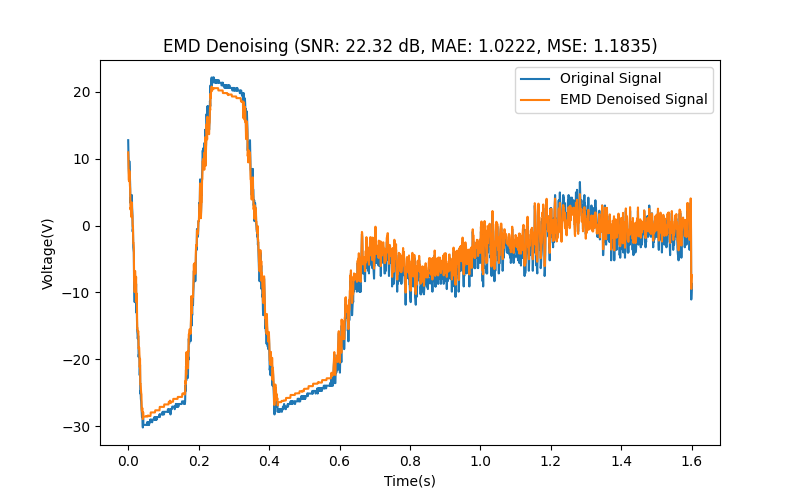 EMD Denoising (SNR: 22.32 dB, MAE: 1.0222, MSE: 1.1835)
Original Signal
EMD Denoised Signal
Voltage(V)
20
10
0
−10
−20
−30
0.0 0.2 0.4 0.6 0.8 1.0 1.2 1.4 1.6
Time(s)